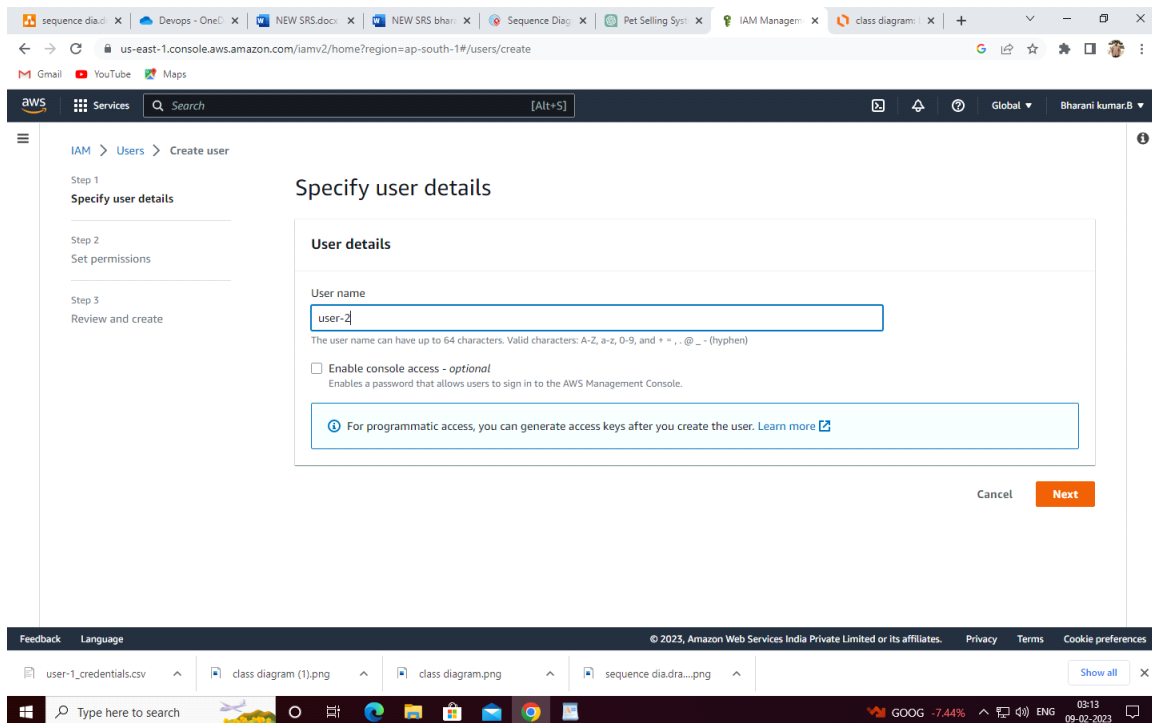 sequence dia.d
Devops - OneD
NEW SRS.docx
NEW SRS bhara
Sequence Diag
Pet Selling Syst
IAM Managem
class diagram:
us-east-1.console.aws.amazon.com/iamv2/home?region=ap-south-1#/users/create
Gmail YouTube Maps
aws Services Search [Alt+S] Global Bharani kumar.B
IAM > Users > Create user
Step 1
Specify user details
Step 2
Set permissions
Step 3
Review and create
Specify user details
User details
User name
user-2
The user name can have up to 64 characters. Valid characters: A-Z, a-z, 0-9, and + = , . @ _ - (hyphen)
Enable console access - optional
Enables a password that allows users to sign in to the AWS Management Console.
For programmatic access, you can generate access keys after you create the user. Learn more
Cancel Next
Feedback Language © 2023, Amazon Web Services India Private Limited or its affiliates. Privacy Terms Cookie preferences
user-1_credentials.csv class diagram (1).png class diagram.png sequence dia.dra....png Show all
Type here to search GOOG -7.44% ENG 03:13
09-02-2023